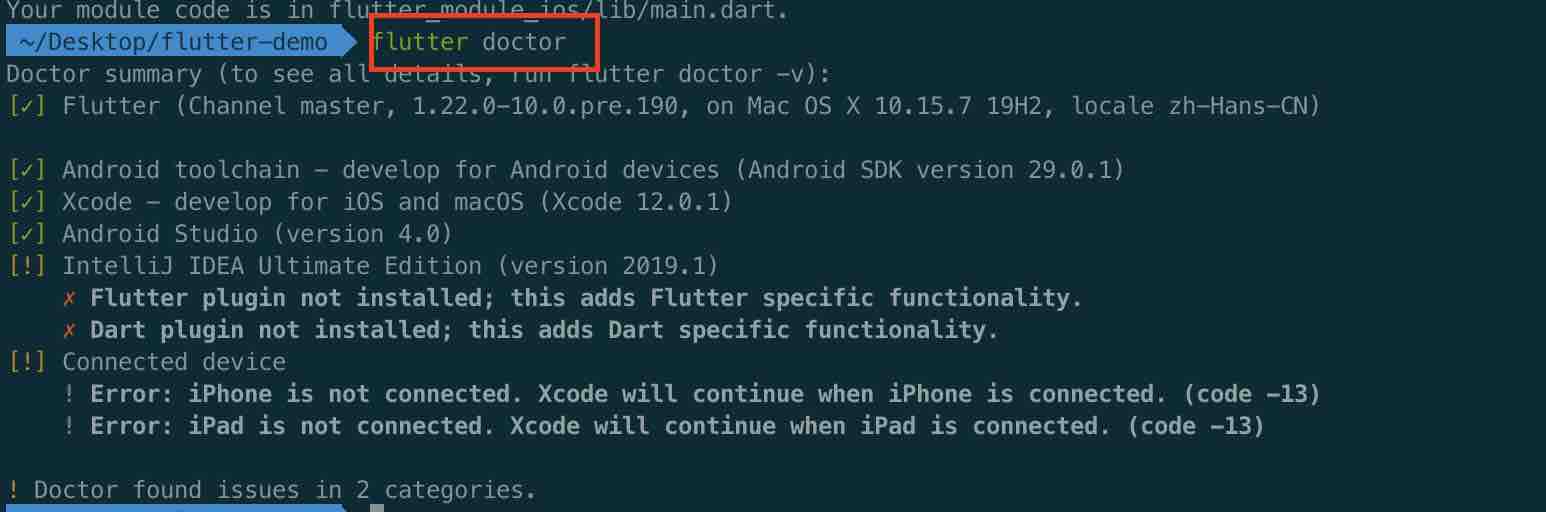 Your module code is in flutter_module_ios/lib/main.dart.
~/Desktop/flutter-demo flutter doctor
Doctor summary (to see all details, run flutter doctor -v):
[✓] Flutter (Channel master, 1.22.0-10.0.pre.190, on Mac OS X 10.15.7 19H2, locale zh-Hans-CN)
[✓] Android toolchain - develop for Android devices (Android SDK version 29.0.1)
[✓] Xcode - develop for iOS and macOS (Xcode 12.0.1)
[✓] Android Studio (version 4.0)
[!] IntelliJ IDEA Ultimate Edition (version 2019.1)
✗ Flutter plugin not installed; this adds Flutter specific functionality.
✗ Dart plugin not installed; this adds Dart specific functionality.
[!] Connected device
! Error: iPhone is not connected. Xcode will continue when iPhone is connected. (code -13)
! Error: iPad is not connected. Xcode will continue when iPad is connected. (code -13)
! Doctor found issues in 2 categories.